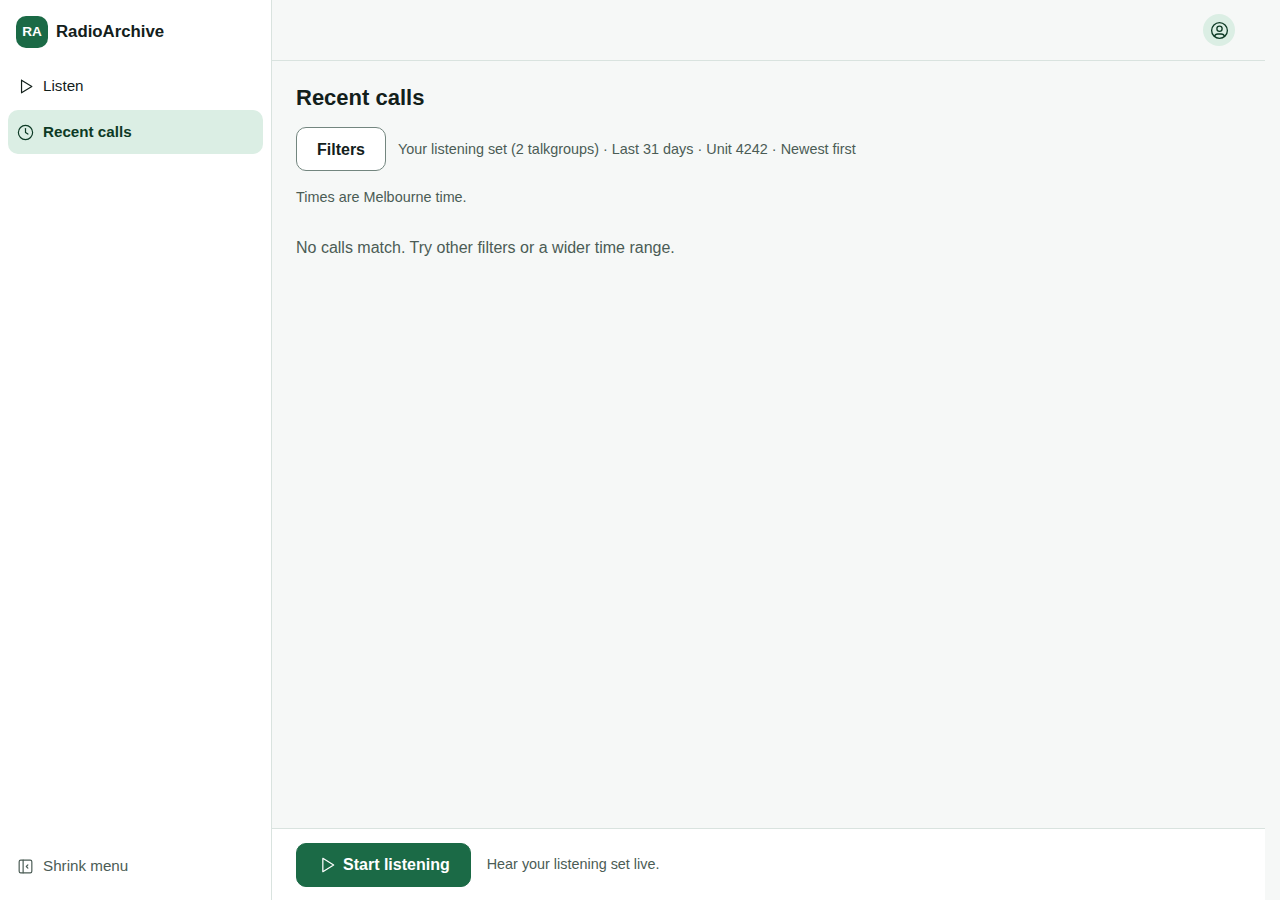 RA RadioArchive
Listen
Recent calls
Recent calls
Filters Your listening set (2 talkgroups) · Last 31 days · Unit 4242 · Newest first
Times are Melbourne time.
No calls match. Try other filters or a wider time range.
Shrink menu
Start listening Hear your listening set live.